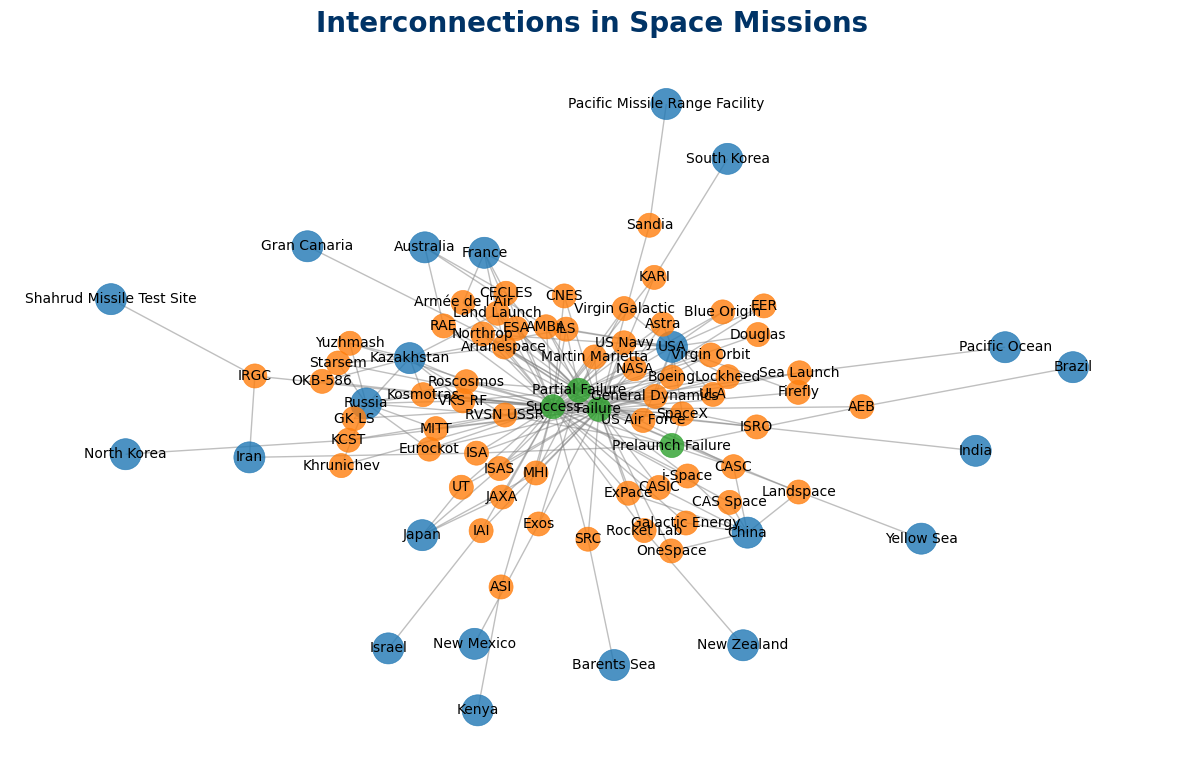 Interconnections in Space Missions
Pacific Missile Range Facility
South Korea
Sandia
Gran Canaria
Australia
France
KARI
Shahrud Missile Test Site
CECLES
CNES
Armée de l'Air
Land Launch
Virgin Galactic
Blue Origin
EER
RAE
Northrop
ESA
AMBA
ILS
Astra
Douglas
Yuzhmash
Arianespace
US Navy
USA
Pacific Ocean
Starsem
Kazakhstan
Martin Marietta
Virgin Orbit
Brazil
IRGC
OKB-586
Roscosmos
NASA
Boeing
Lockheed
Sea Launch
Kosmotras
Partial Failure
General Dynamics
ULA
Firefly
Russia
VKS RF
Success
Failure
AEB
GK LS
RVSN USSR
SpaceX
US Air Force
ISRO
MITT
KCST
Prelaunch Failure
North Korea
Iran
Eurockot
ISA
India
Khrunichev
ISAS
MHI
CASC
i-Space
UT
JAXA
ExPace
CASIC
Landspace
CAS Space
Japan
IAI
Exos
Galactic Energy
Rocket Lab
China
SRC
Yellow Sea
OneSpace
ASI
Israel
New Mexico
New Zealand
Barents Sea
Kenya